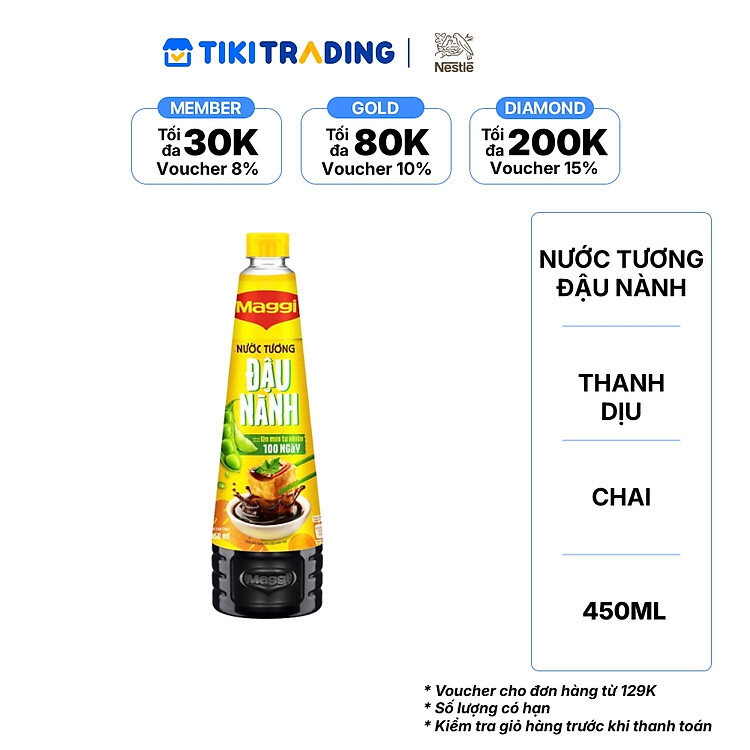 TIKITRADING
Nestlé
MEMBER
Tối đa 30K
Voucher 8%
GOLD
Tối đa 80K
Voucher 10%
DIAMOND
Tối đa 200K
Voucher 15%
Maggi
NƯỚC TƯƠNG
ĐẬU
NÀNH
lên men tự nhiên
100 NGÀY
Maggi
NƯỚC TƯƠNG
ĐẬU NÀNH
THANH
DỊU
CHAI
450ML
* Voucher cho đơn hàng từ 129K
* Số lượng có hạn
* Kiểm tra giỏ hàng trước khi thanh toán